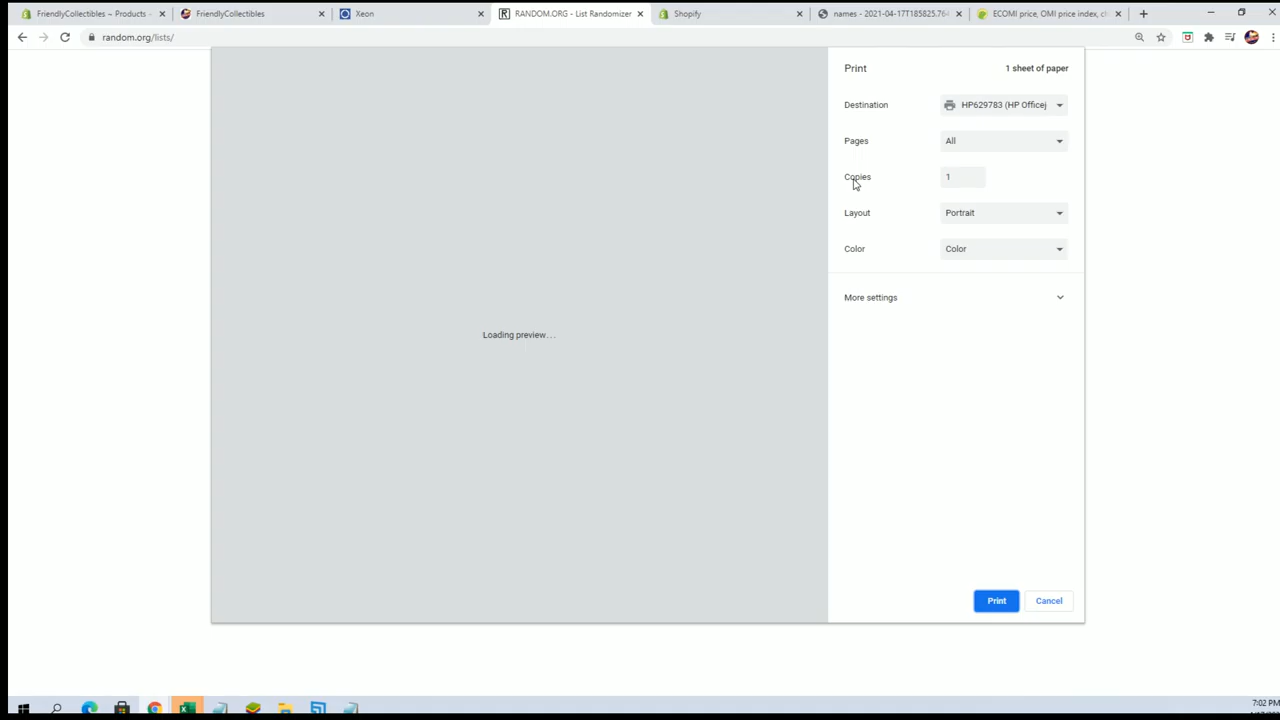 FriendlyCollectibles ~ Products ~
FriendlyCollectibles
Xeon
RANDOM.ORG - List Randomizer
Shopify
names - 2021-04-17T185825.764
ECOMI price, OMI price index, c
random.org/lists/
Print
1 sheet of paper
Destination
HP629783 (HP Officej
Pages
All
Copies
1
Layout
Portrait
Color
Color
More settings
Loading preview...
Print
Cancel
7:02 PM